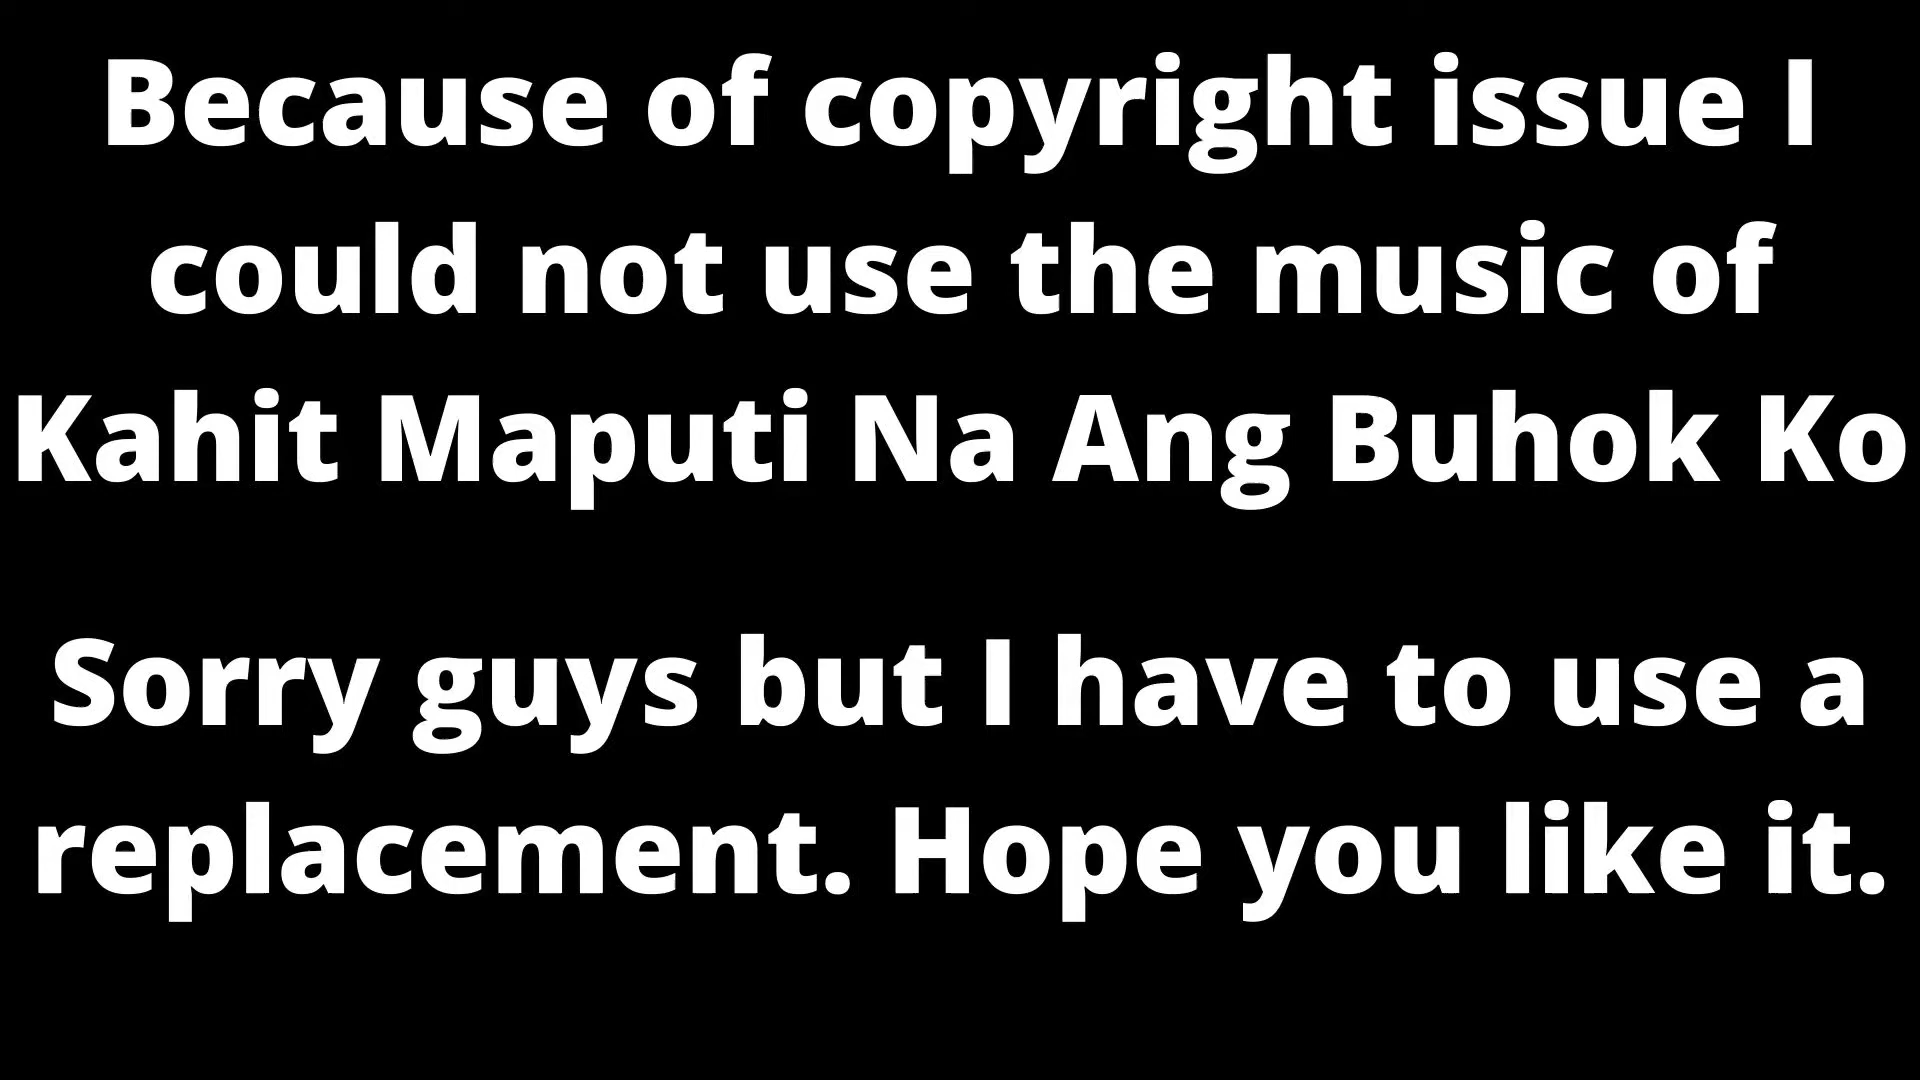 Because of copyright issue I
could not use the music of
Kahit Maputi Na Ang Buhok Ko
Sorry guys but I have to use a
replacement. Hope you like it.